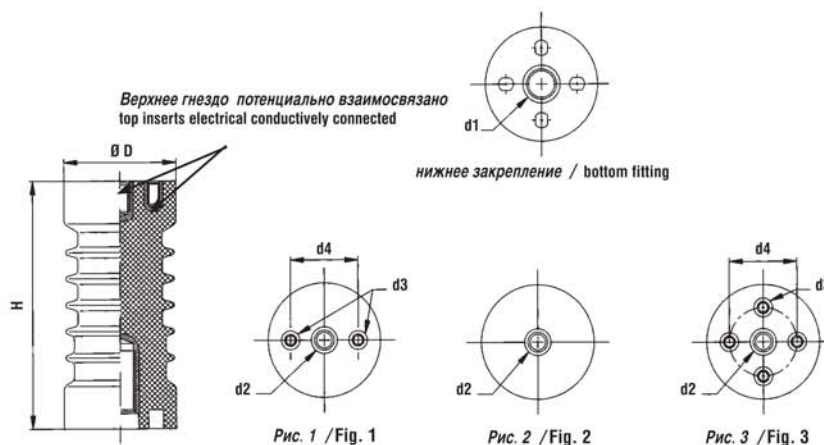 Верхнее гнездо потенциально взаимосвязано
top inserts electrical conductively connected
Ø D
H
d1
нижнее закрепление / bottom fitting
d4
d3
d2
Рис. 1 /Fig. 1
d2
Рис. 2 /Fig. 2
d4
d2
Рис. 3 /Fig. 3